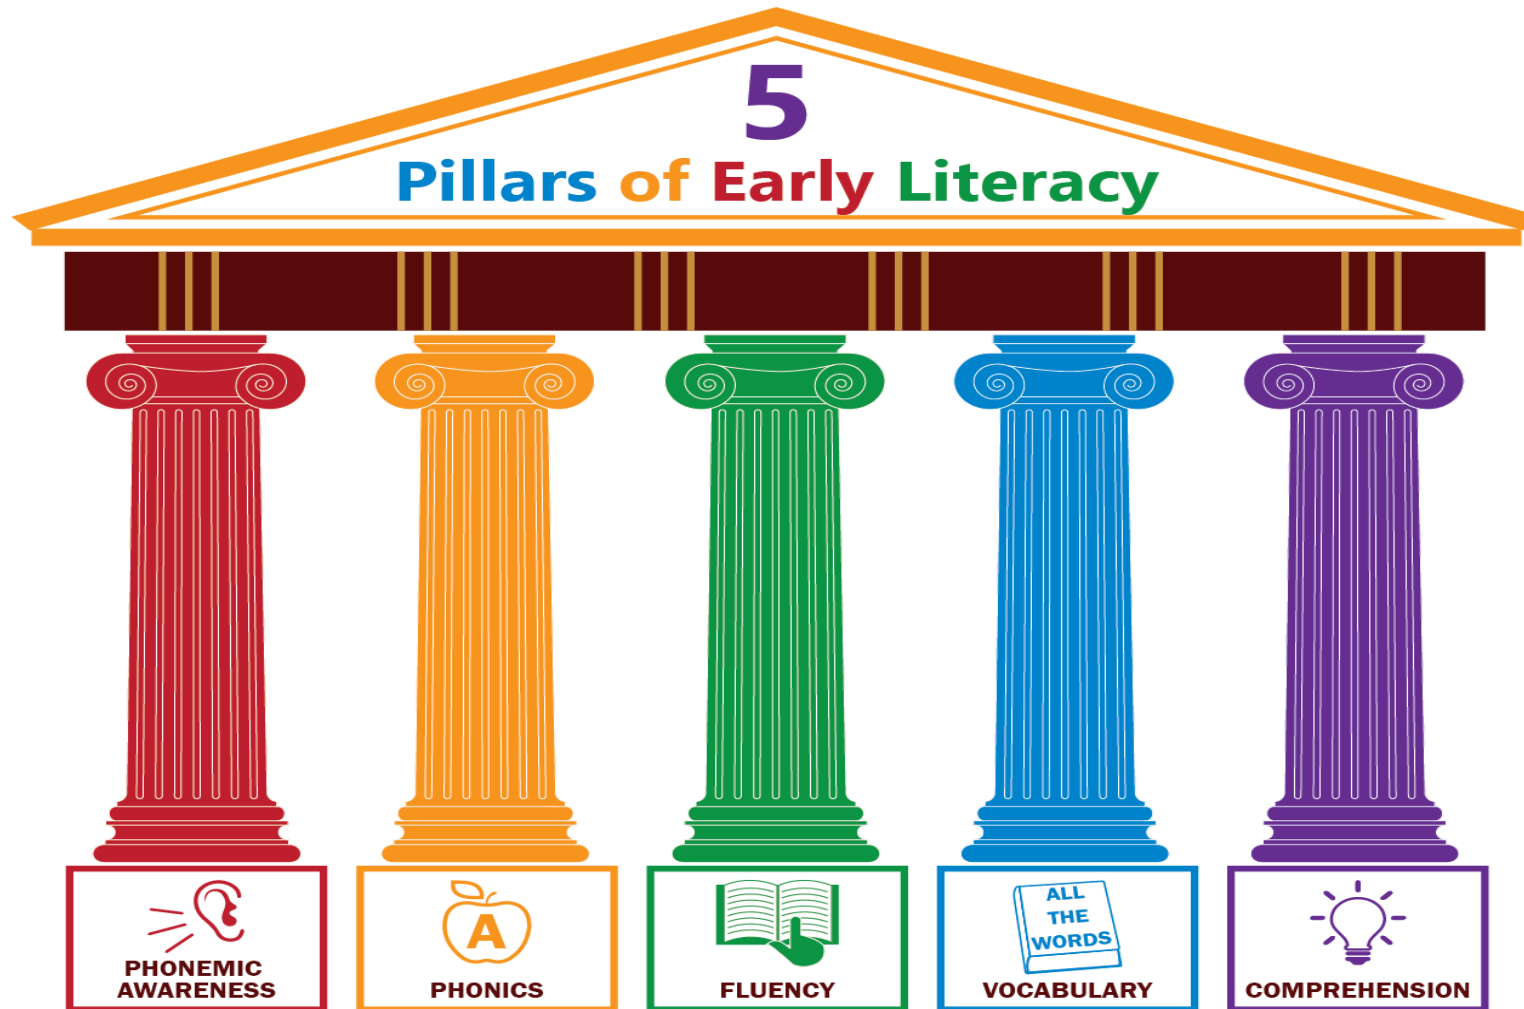 5
Pillars of Early Literacy
PHONEMIC
AWARENESS
A
PHONICS
FLUENCY
ALL
THE
WORDS
VOCABULARY
COMPREHENSION